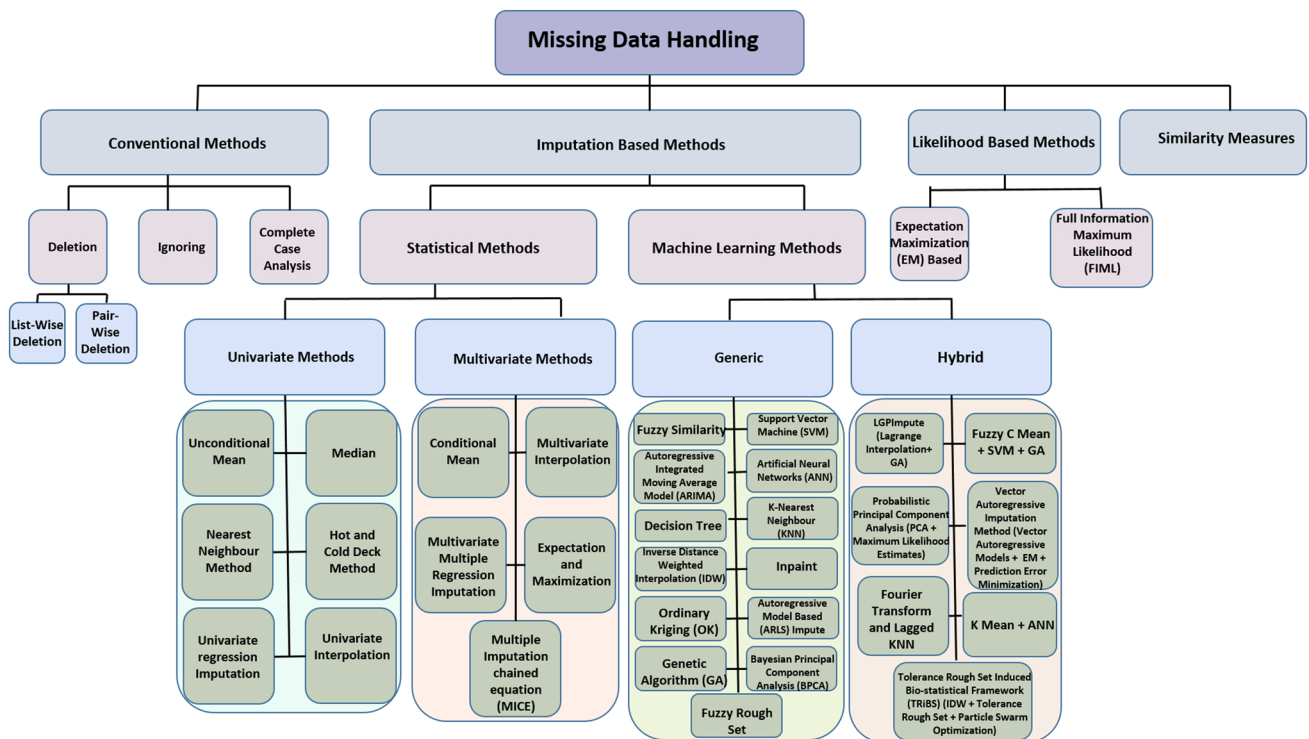 Missing Data Handling
Conventional Methods
Imputation Based Methods
Likelihood Based Methods
Similarity Measures
Deletion
Ignoring
Complete
Case
Analysis
Statistical Methods
Machine Learning Methods
Expectation
Maximization
(EM) Based
Full Information
Maximum
Likelihood
(FIML)
List-Wise
Deletion
Pair-
Wise
Deletion
Univariate Methods
Multivariate Methods
Generic
Hybrid
Unconditional
Mean
Median
Nearest
Neighbour
Method
Hot and
Cold Deck
Method
Univariate
regression
Imputation
Univariate
Interpolation
Conditional
Mean
Multivariate
Interpolation
Multivariate
Multiple
Regression
Imputation
Expectation
and
Maximization
Multiple
Imputation
chained
equation
(MICE)
Fuzzy Similarity
Support Vector
Machine (SVM)
Autoregressive
Integrated
Moving Average
Model (ARIMA)
Artificial Neural
Networks (ANN)
Decision Tree
K-Nearest
Neighbour
(KNN)
Inverse Distance
Weighted
Interpolation (IDW)
Inpaint
Ordinary
Kriging (OK)
Autoregressive
Model Based
(ARLS) Impute
Genetic
Algorithm (GA)
Bayesian Principal
Component
Analysis (BPCA)
Fuzzy Rough
Set
LGPImpute
(Lagrange
Interpolation+
GA)
Fuzzy C Mean
+ SVM + GA
Probabilistic
Principal Component
Analysis (PCA +
Maximum Likelihood
Estimates)
Vector
Autoregressive
Imputation
Method (Vector
Autoregressive
Models + EM +
Prediction Error
Minimization)
Fourier
Transform
and Lagged
KNN
K Mean + ANN
Tolerance Rough Set Induced
Bio-statistical Framework
(TRiBS) (IDW + Tolerance
Rough Set + Particle Swarm
Optimization)